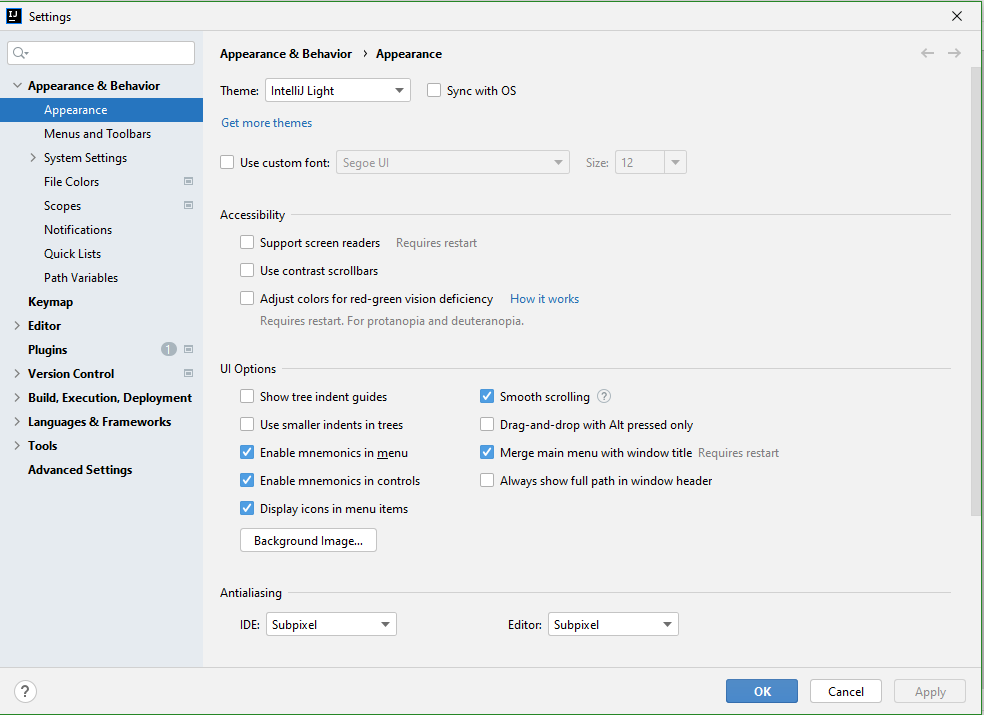 IJ Settings
Appearance & Behavior
Appearance
Menus and Toolbars
System Settings
File Colors
Scopes
Notifications
Quick Lists
Path Variables
Keymap
Editor
Plugins 1
Version Control
Build, Execution, Deployment
Languages & Frameworks
Tools
Advanced Settings
Appearance & Behavior › Appearance
Theme: IntelliJ Light Sync with OS
Get more themes
Use custom font: Segoe UI Size: 12
Accessibility
Support screen readers Requires restart
Use contrast scrollbars
Adjust colors for red-green vision deficiency How it works
Requires restart. For protanopia and deuteranopia.
UI Options
Show tree indent guides Smooth scrolling ?
Use smaller indents in trees Drag-and-drop with Alt pressed only
Enable mnemonics in menu Merge main menu with window title Requires restart
Enable mnemonics in controls Always show full path in window header
Display icons in menu items
Background Image...
Antialiasing
IDE: Subpixel Editor: Subpixel
? OK Cancel Apply